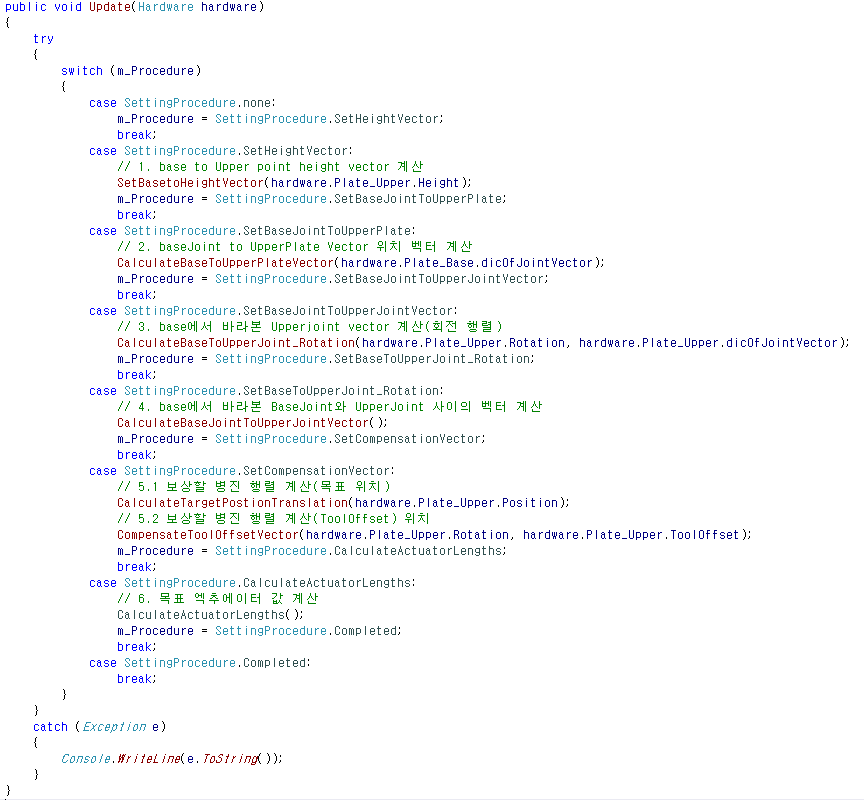 public void Update(Hardware hardware)
{
try
{
switch (m_Procedure)
{
case SettingProcedure.none:
m_Procedure = SettingProcedure.SetHeightVector;
break;
case SettingProcedure.SetHeightVector:
// 1. base to Upper point height vector 계산
SetBasetoHeightVector(hardware.Plate_Upper.Height);
m_Procedure = SettingProcedure.SetBaseJointToUpperPlate;
break;
case SettingProcedure.SetBaseJointToUpperPlate:
// 2. baseJoint to UpperPlate Vector 위치 벡터 계산
CalculateBaseToUpperPlateVector(hardware.Plate_Base.dicOfJointVector);
m_Procedure = SettingProcedure.SetBaseJointToUpperJointVector;
break;
case SettingProcedure.SetBaseJointToUpperJointVector:
// 3. base에서 바라본 Upperjoint vector 계산(회전 행렬)
CalculateBaseToUpperJoint_Rotation(hardware.Plate_Upper.Rotation, hardware.Plate_Upper.dicOfJointVector);
m_Procedure = SettingProcedure.SetBaseToUpperJoint_Rotation;
break;
case SettingProcedure.SetBaseToUpperJoint_Rotation:
// 4. base에서 바라본 BaseJoint와 UpperJoint 사이의 벡터 계산
CalculateBaseJointToUpperJointVector();
m_Procedure = SettingProcedure.SetCompensationVector;
break;
case SettingProcedure.SetCompensationVector:
// 5.1 보상할 병진 행렬 계산(목표 위치)
CalculateTargetPostionTranslation(hardware.Plate_Upper.Position);
// 5.2 보상할 병진 행렬 계산(ToolOffset) 위치
CompensateToolOffsetVector(hardware.Plate_Upper.Rotation, hardware.Plate_Upper.ToolOffset);
m_Procedure = SettingProcedure.CalculateActuatorLengths;
break;
case SettingProcedure.CalculateActuatorLengths:
// 6. 목표 엑추에이터 값 계산
CalculateActuatorLengths();
m_Procedure = SettingProcedure.Completed;
break;
case SettingProcedure.Completed:
break;
}
}
catch (Exception e)
{
Console.WriteLine(e.ToString());
}
}